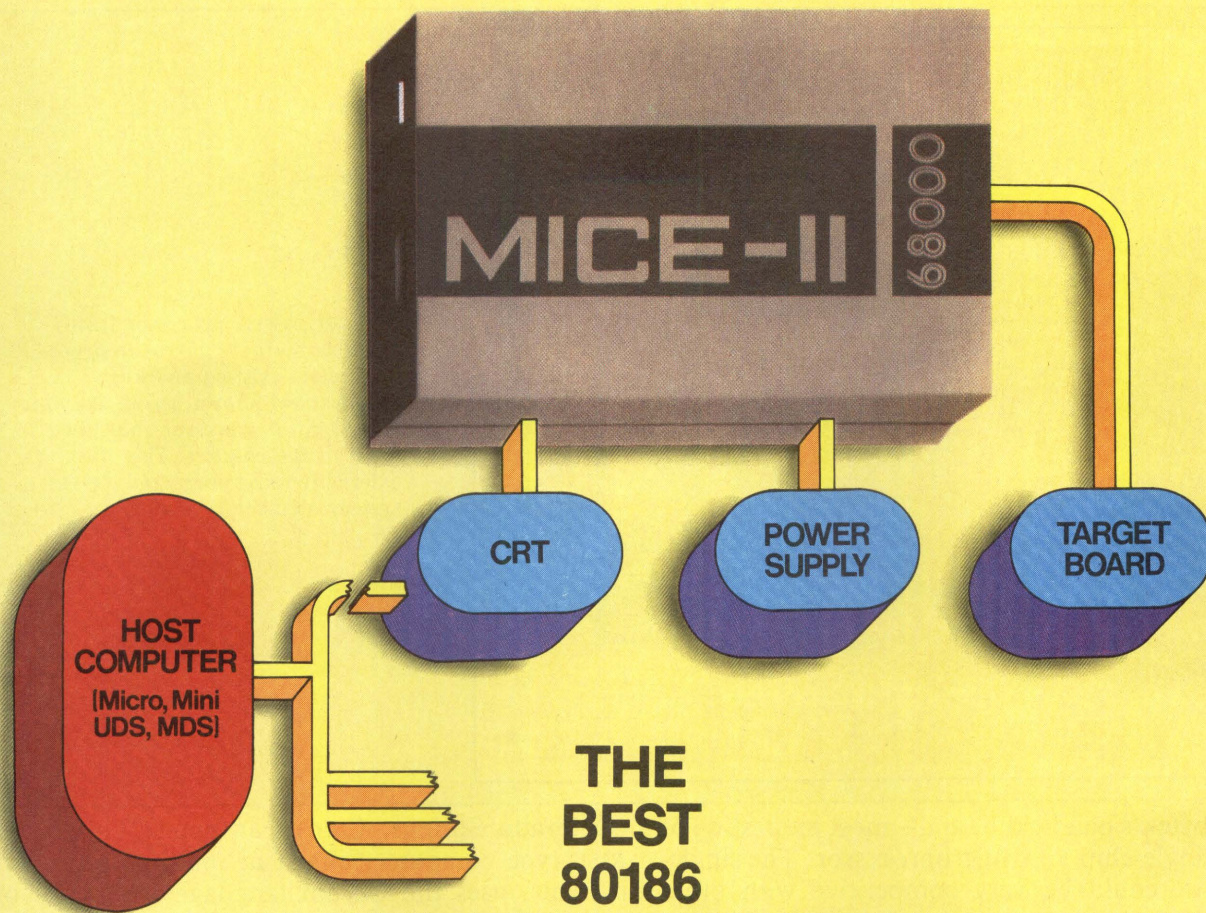 MICE-II
68000
CRT
POWER
SUPPLY
TARGET
BOARD
HOST
COMPUTER
(Micro, Mini
UDS, MDS)
THE
BEST
80186